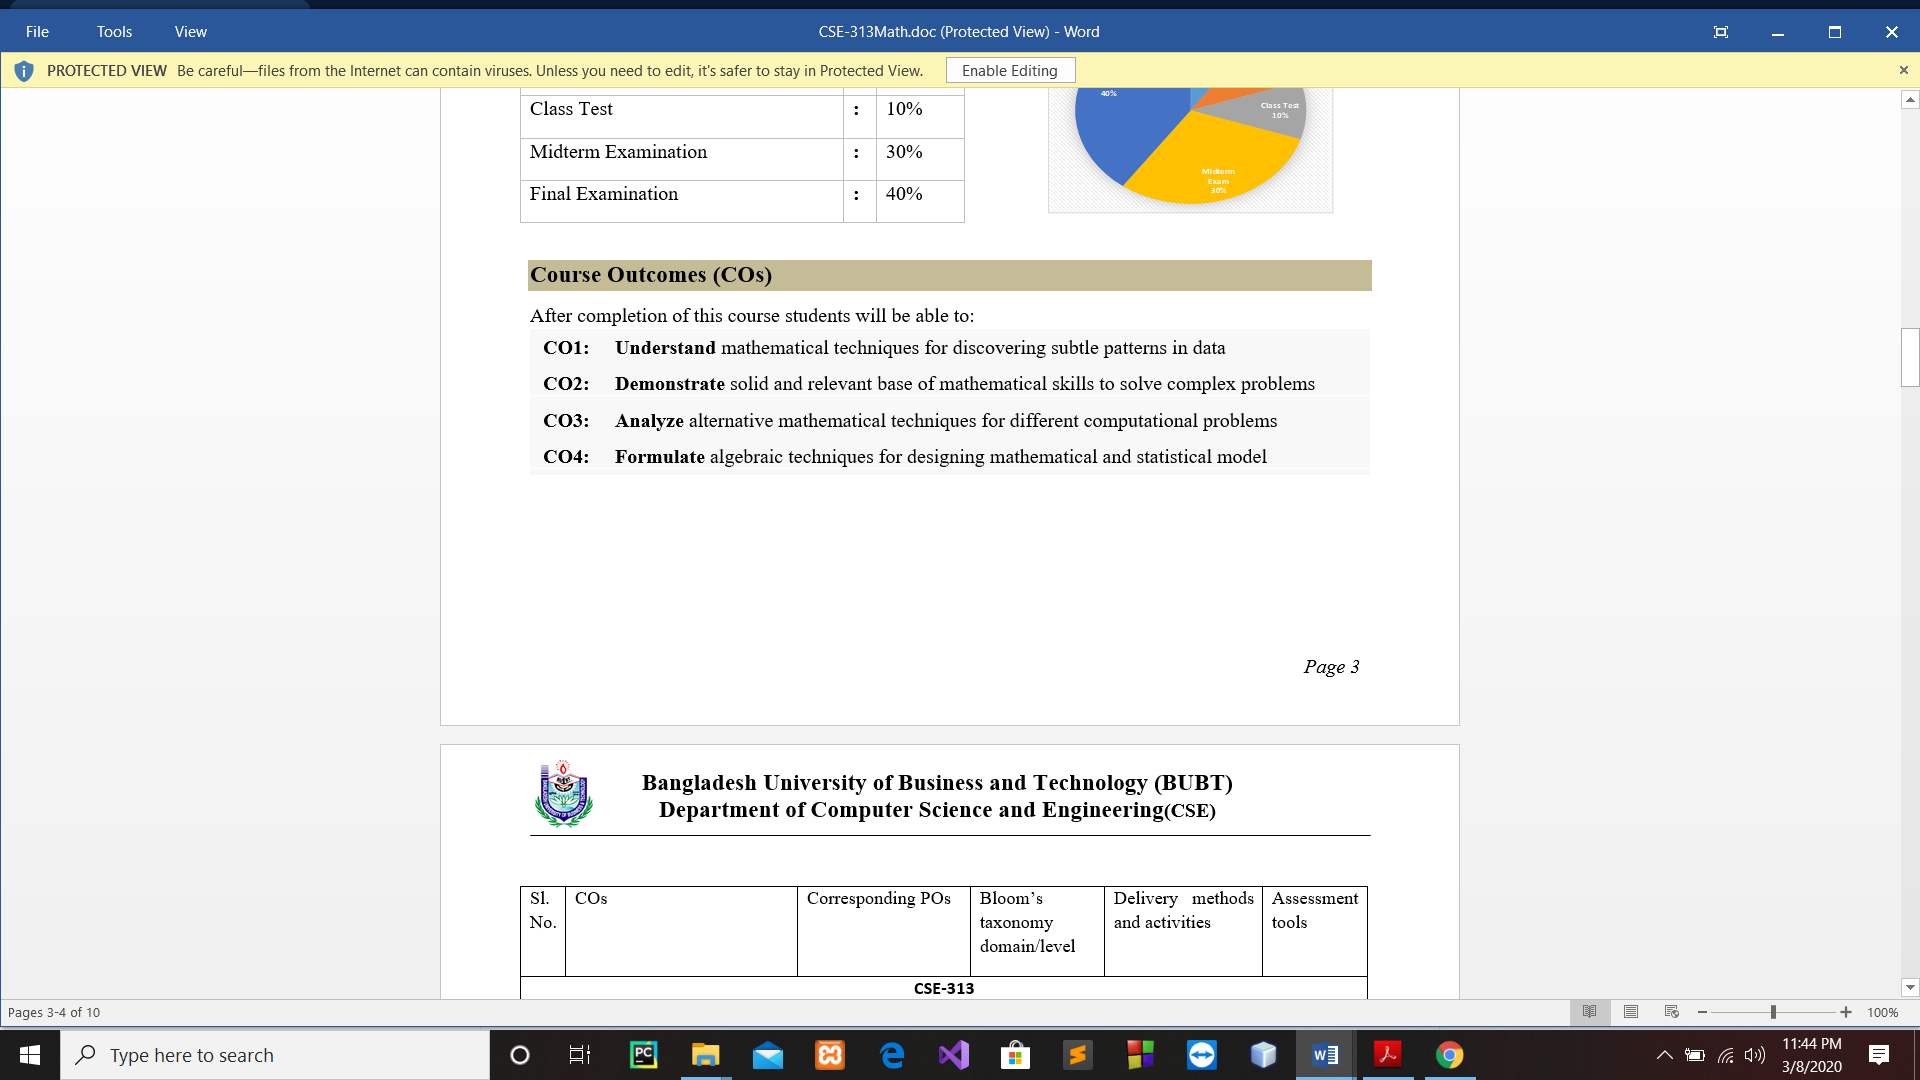 File Tools View CSE-313Math.doc (Protected View) - Word
PROTECTED VIEW Be careful—files from the Internet can contain viruses. Unless you need to edit, it's safer to stay in Protected View. Enable Editing
Class Test : 10%
Midterm Examination : 30%
Final Examination : 40%
40%
Class Test
10%
Midterm
Exam
30%
Course Outcomes (COs)
After completion of this course students will be able to:
CO1: Understand mathematical techniques for discovering subtle patterns in data
CO2: Demonstrate solid and relevant base of mathematical skills to solve complex problems
CO3: Analyze alternative mathematical techniques for different computational problems
CO4: Formulate algebraic techniques for designing mathematical and statistical model
Page 3
Bangladesh University of Business and Technology (BUBT)
Department of Computer Science and Engineering(CSE)
Sl. No.
COs
Corresponding POs
Bloom's
taxonomy
domain/level
Delivery methods
and activities
Assessment
tools
CSE-313
Pages 3-4 of 10
100%
Type here to search
11:44 PM
3/8/2020